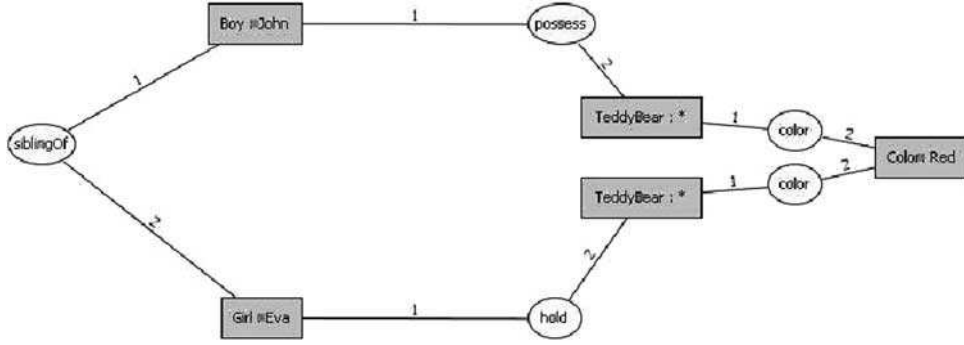 Boy :John
1
possess
1
2
siblingOf
TeddyBear : *
1
color
2
Color: Red
2
TeddyBear : *
1
color
2
2
Girl :Eva
1
hold